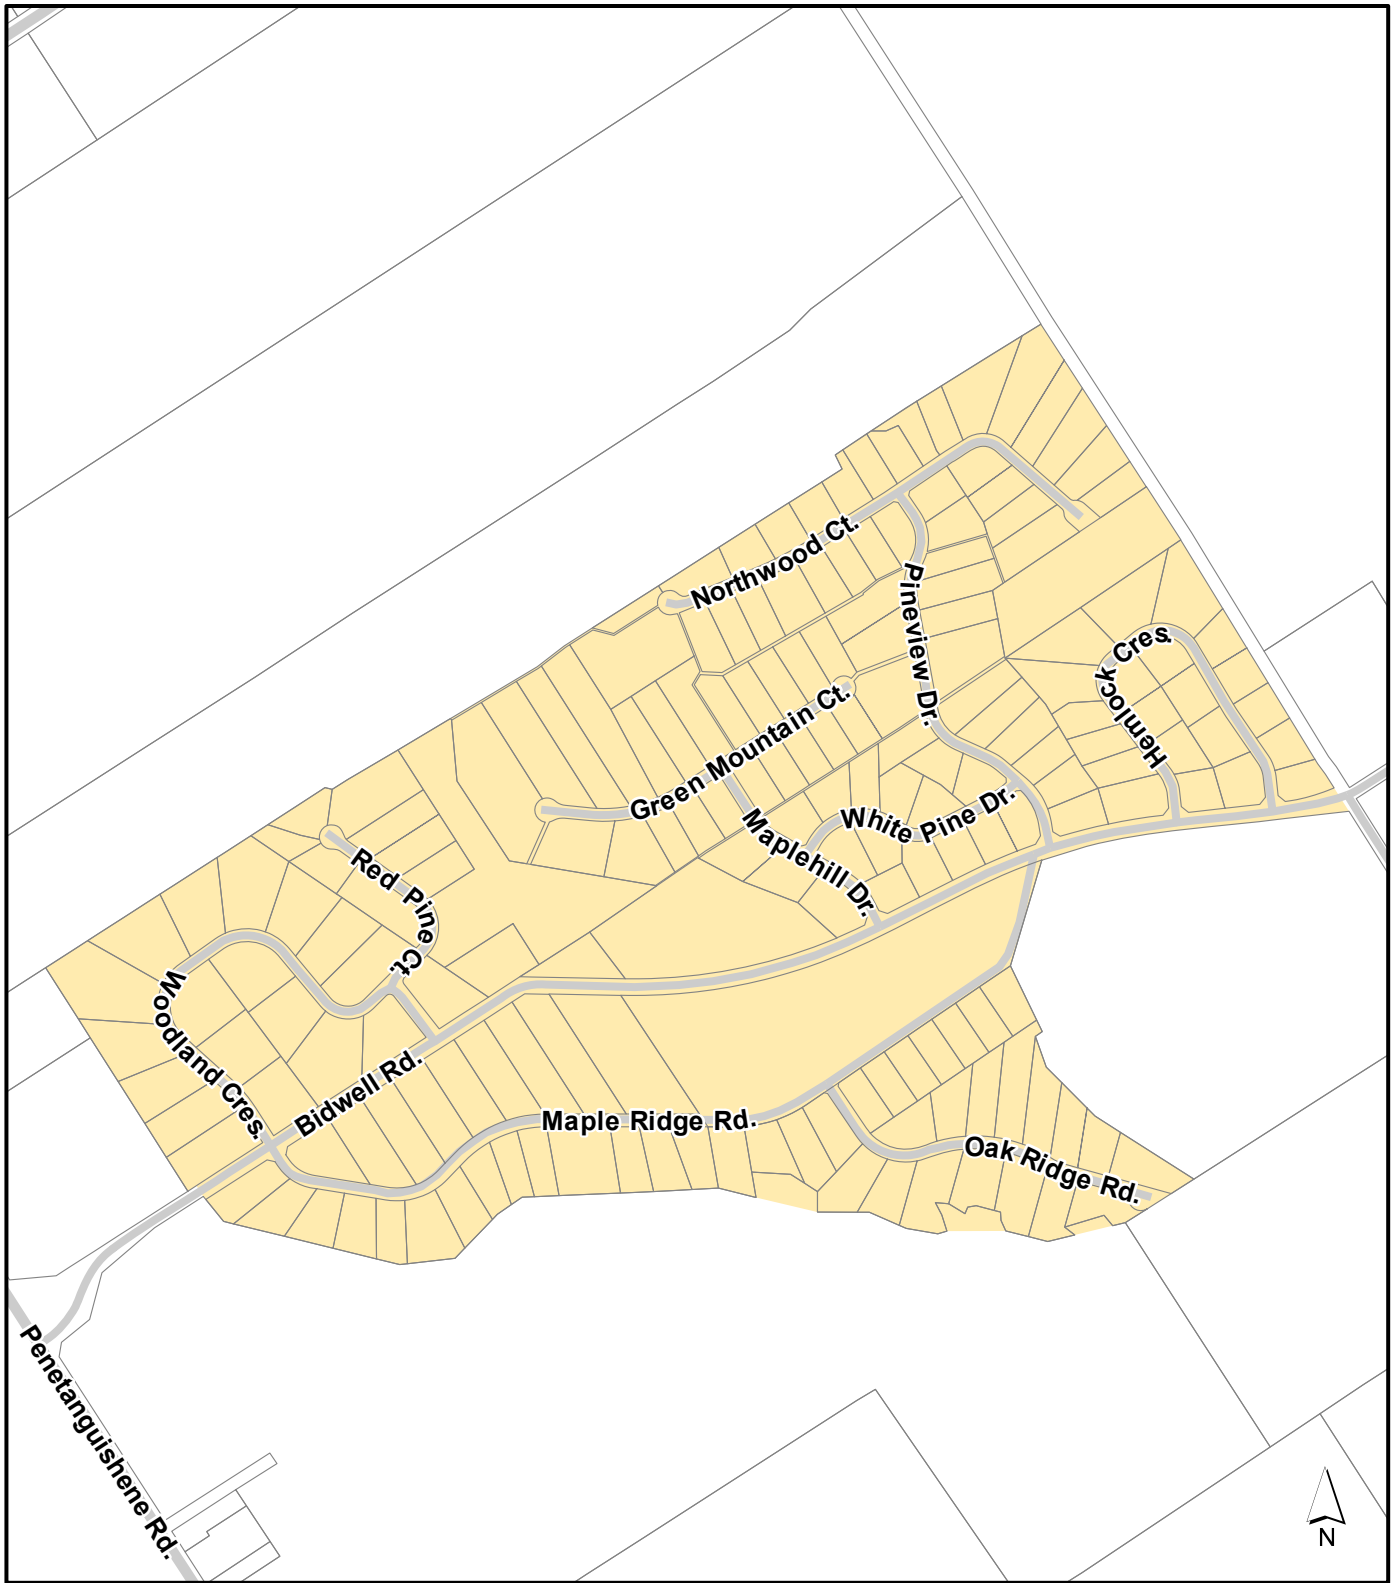 Northwood Ct.
Pineview Dr.
Hemlock Cres.
Green Mountain Ct.
White Pine Dr.
Maplehill Dr.
Red Pine Ct.
Woodland Cres.
Bidwell Rd.
Maple Ridge Rd.
Oak Ridge Rd.
Penetanguishene Rd.
N